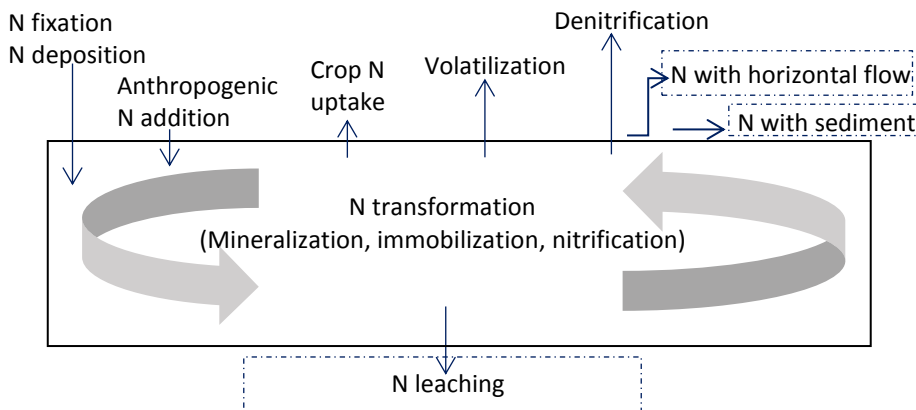 N fixation
N deposition
Anthropogenic
N addition
Crop N
uptake
Volatilization
Denitrification
N with horizontal flow
N with sediment
N transformation
(Mineralization, immobilization, nitrification)
N leaching